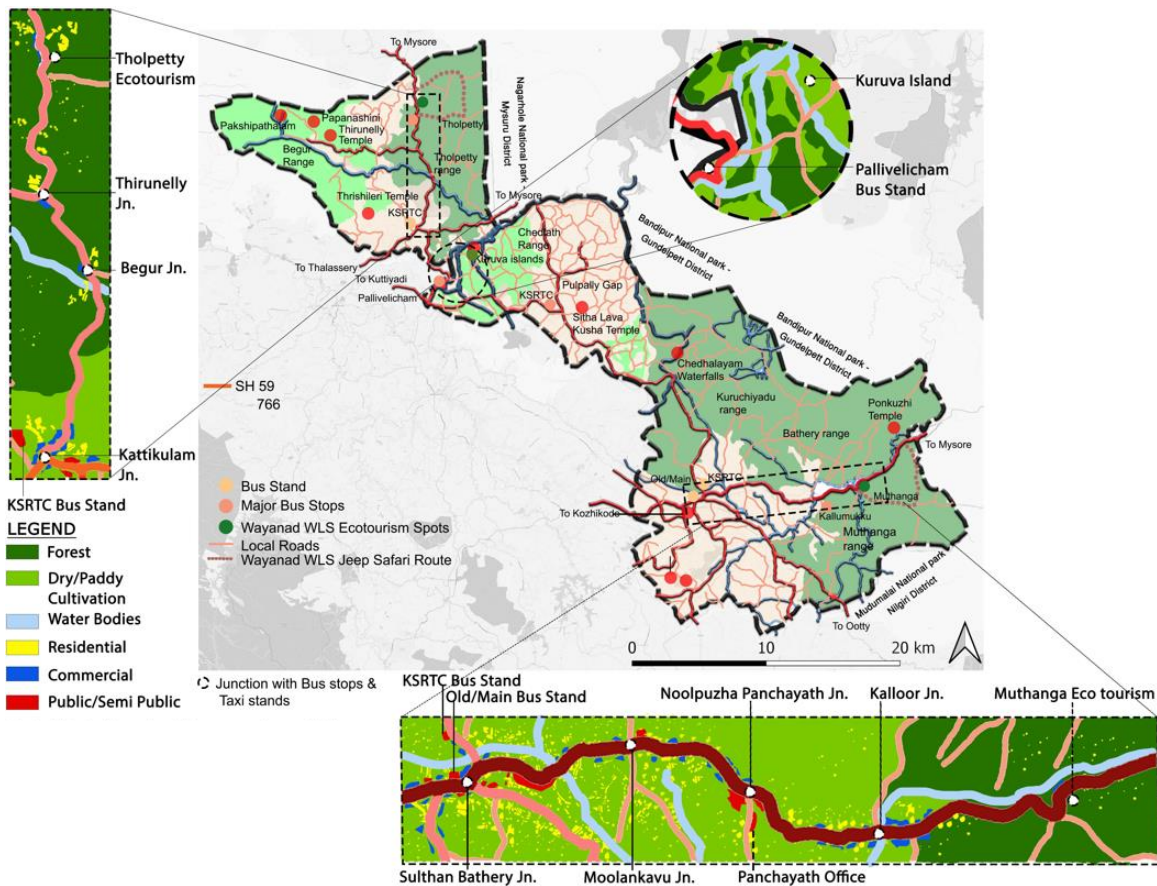 Tholpetty
Ecotourism
Thirunelly
Jn.
Begur Jn.
Kattikulam
Jn.
KSRTC Bus Stand
LEGEND
Forest
Dry/Paddy
Cultivation
Water Bodies
Residential
Commercial
Public/Semi Public
To Mysore
Pakshipathalam
Papanashini
Thirunelly
Temple
Begur
Range
Tholpetty
Tholpetty
range
Nagarhole National park -
Mysuru District
Thrishileri Temple
KSRTC
To Mysore
Chedlath
Range
Kuruva islands
To Thalassery
To Kuttiyadi
Pallivelicham
KSRTC
Pulpally Gap
Sitha Lava
Kusha Temple
Bandipur National park -
Gundelpett District
Bandipur National park -
Gundelpett District
Kuruva Island
Pallivelicham
Bus Stand
SH 59
766
Chedhalayam
Waterfalls
Kuruchiyadu
range
Ponkuzhi
Temple
Bathery range
To Mysore
Old/Main
KSRTC
To Kozhikode
Muthanga
Kallumukku
Muthanga
range
Mudumalai National park -
Nilgiri District
To Ootty
Bus Stand
Major Bus Stops
Wayanad WLS Ecotourism Spots
Local Roads
Wayanad WLS Jeep Safari Route
0 10 20 km
Junction with Bus stops &
Taxi stands
KSRTC Bus Stand
Old/Main Bus Stand
Noolpuzha Panchayath Jn.
Kalloor Jn.
Muthanga Eco tourism
Sulthan Bathery Jn.
Moolankavu Jn.
Panchayath Office